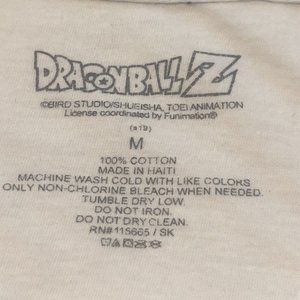 DRAGONBALL Z
©BIRD STUDIO/SHUEISHA, TOEI ANIMATION
License coordinated by Funimation®
(s19)
M
100% COTTON
MADE IN HAITI
MACHINE WASH COLD WITH LIKE COLORS
ONLY NON-CHLORINE BLEACH WHEN NEEDED.
TUMBLE DRY LOW.
DO NOT IRON.
DO NOT DRY CLEAN.
RN# 115665 / SK